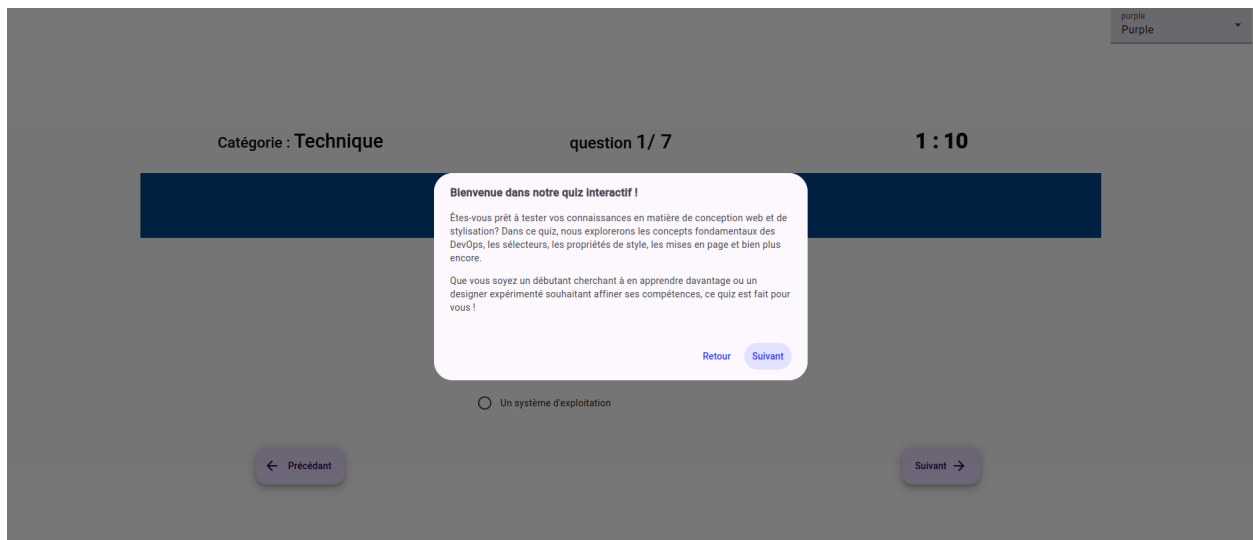 purple
Purple
Catégorie : Technique
question 1/ 7
1 : 10
Bienvenue dans notre quiz interactif !
Êtes-vous prêt à tester vos connaissances en matière de conception web et de
stylisation? Dans ce quiz, nous explorerons les concepts fondamentaux des
DevOps, les sélecteurs, les propriétés de style, les mises en page et bien plus
encore.
Que vous soyez un débutant cherchant à en apprendre davantage ou un
designer expérimenté souhaitant affiner ses compétences, ce quiz est fait pour
vous !
Retour
Suivant
Un système d'exploitation
Précédant
Suivant